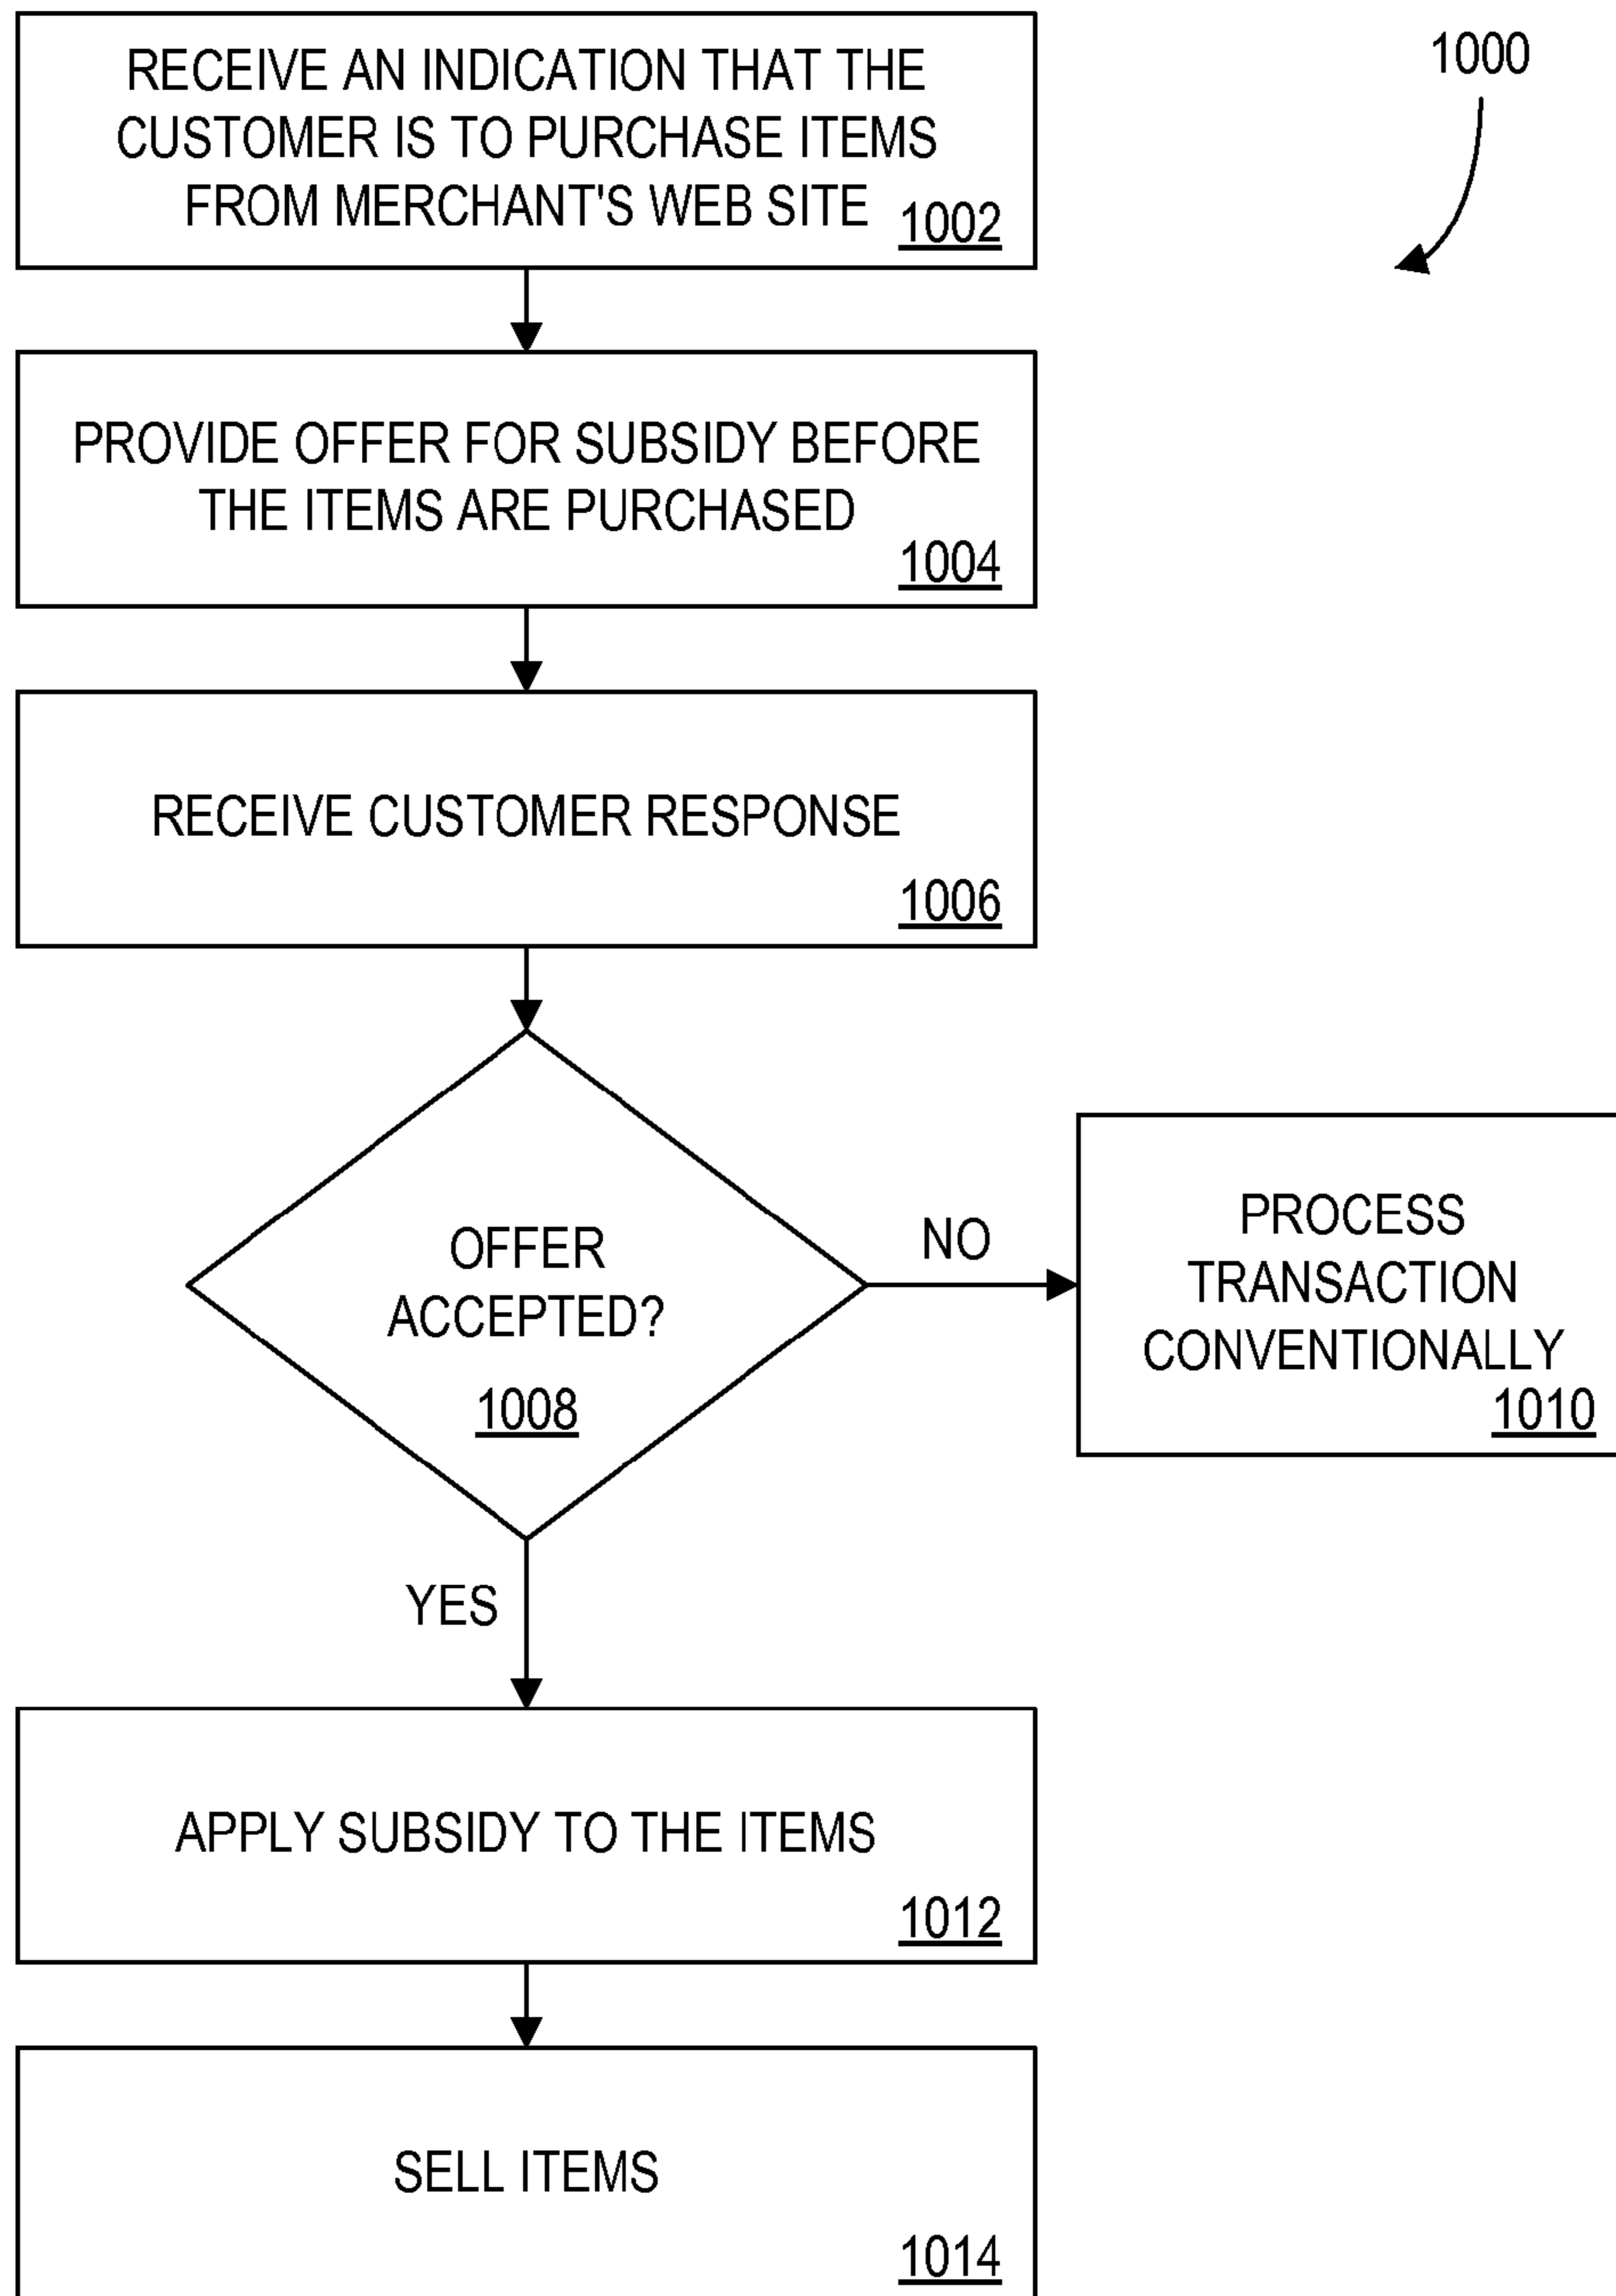 RECEIVE AN INDICATION THAT THE
CUSTOMER IS TO PURCHASE ITEMS
FROM MERCHANT'S WEB SITE 1002
1000
PROVIDE OFFER FOR SUBSIDY BEFORE
THE ITEMS ARE PURCHASED
1004
RECEIVE CUSTOMER RESPONSE
1006
OFFER
ACCEPTED?
1008
NO
PROCESS
TRANSACTION
CONVENTIONALLY
1010
YES
APPLY SUBSIDY TO THE ITEMS
1012
SELL ITEMS
1014